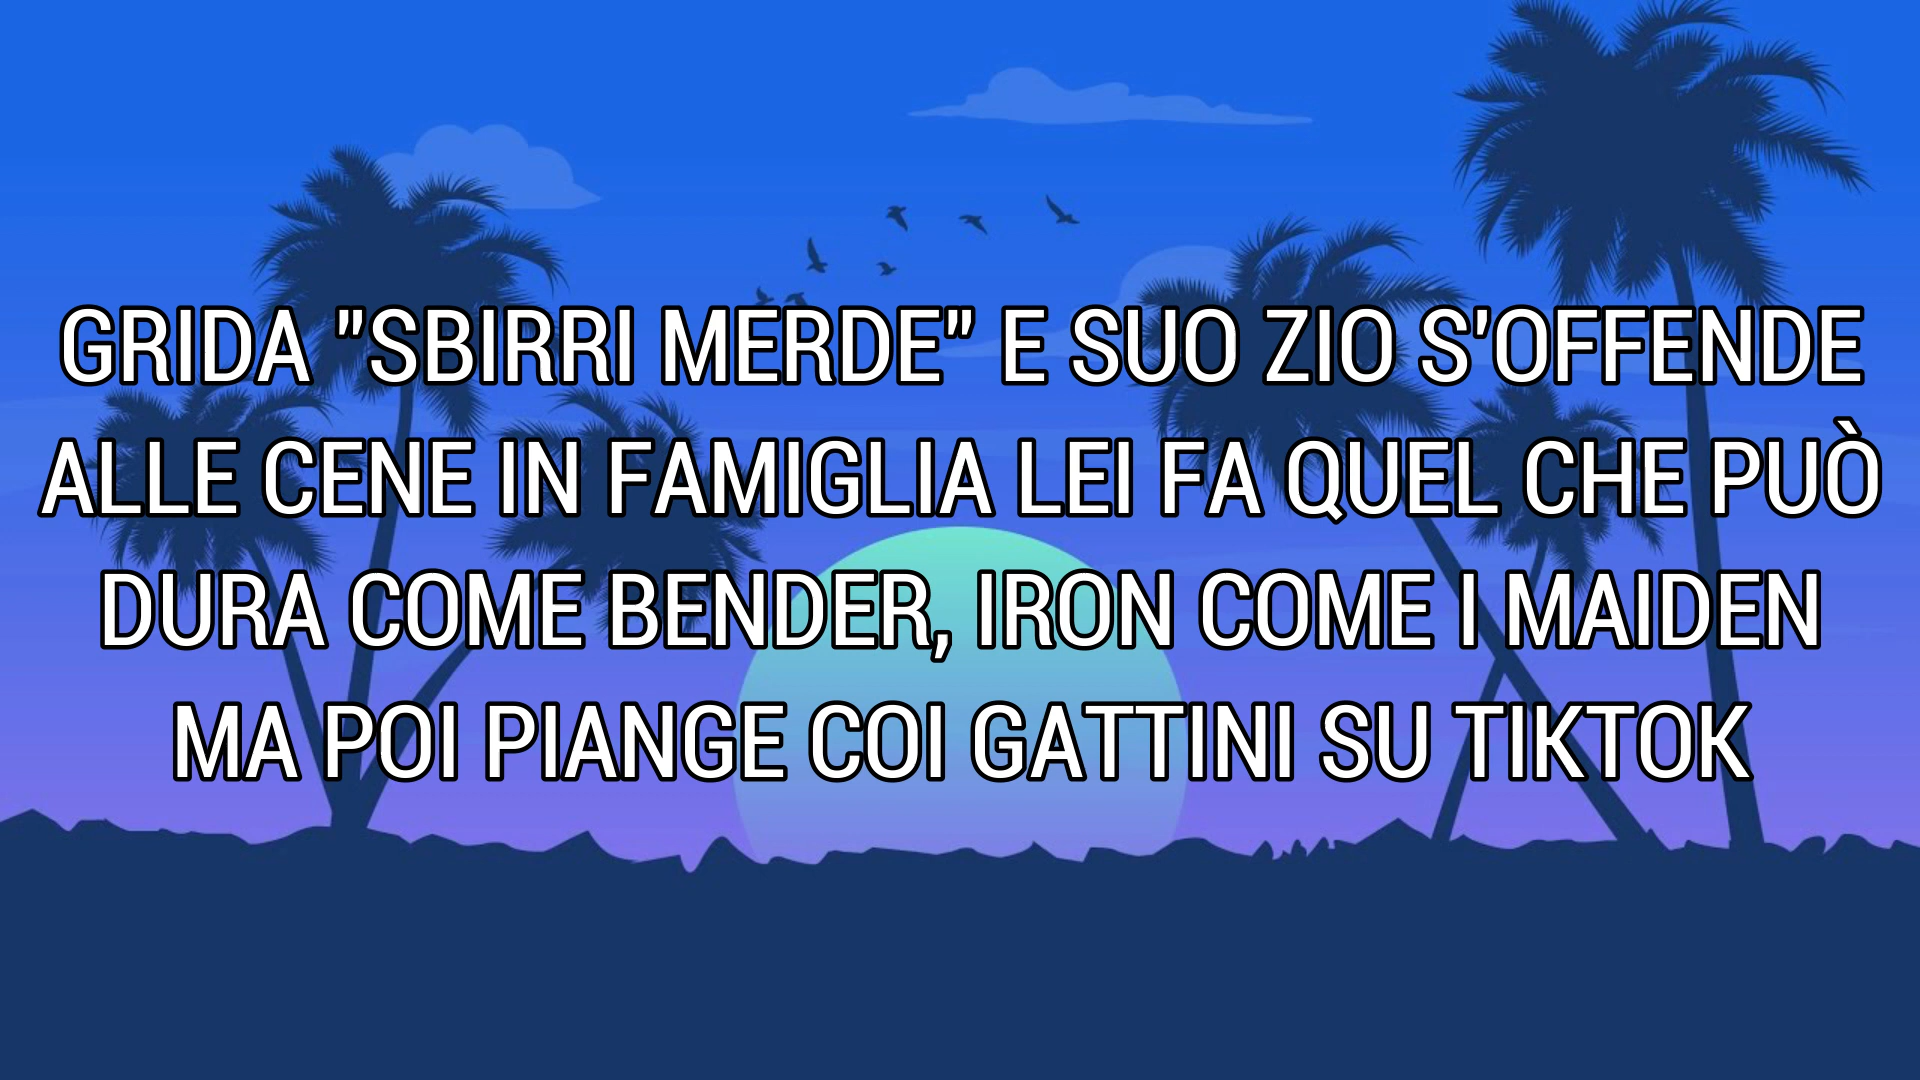 GRIDA "SBIRRI MERDE" E SUO ZIO S'OFFENDE
ALLE CENE IN FAMIGLIA LEI FA QUEL CHE PUÒ
DURA COME BENDER, IRON COME I MAIDEN
MA POI PIANGE COI GATTINI SU TIKTOK